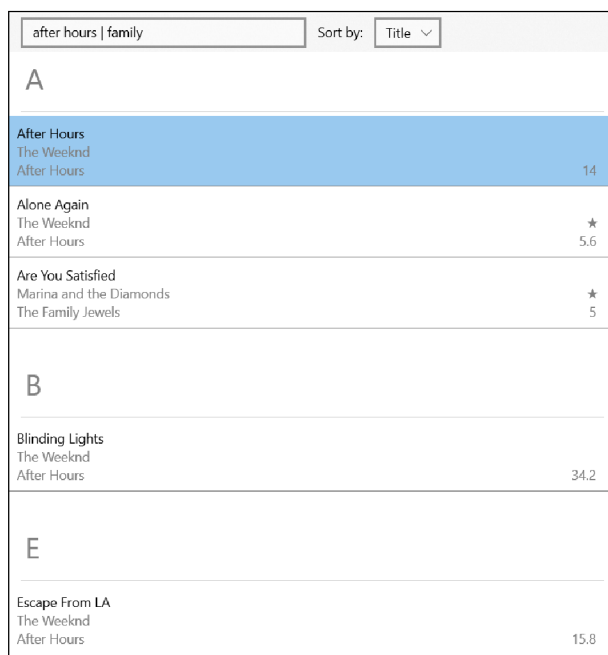 after hours | family Sort by: Title
A
After Hours
The Weeknd
After Hours 14
Alone Again
The Weeknd ★
After Hours 5.6
Are You Satisfied
Marina and the Diamonds ★
The Family Jewels 5
B
Blinding Lights
The Weeknd
After Hours 34.2
E
Escape From LA
The Weeknd
After Hours 15.8